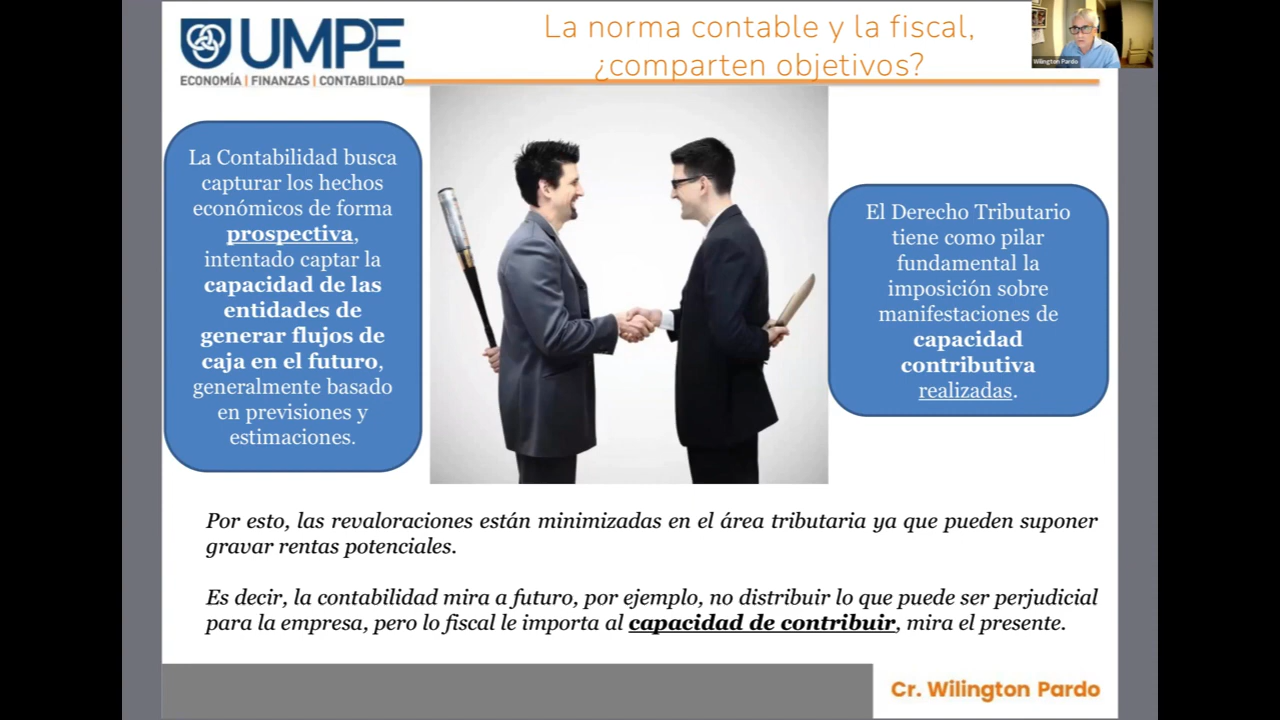 UMPE
ECONOMÍA | FINANZAS | CONTABILIDAD
La norma contable y la fiscal,
¿comparten objetivos?
Wilington Pardo
La Contabilidad busca
capturar los hechos
económicos de forma
prospectiva,
intentado captar la
capacidad de las
entidades de
generar flujos de
caja en el futuro,
generalmente basado
en previsiones y
estimaciones.
El Derecho Tributario
tiene como pilar
fundamental la
imposición sobre
manifestaciones de
capacidad
contributiva
realizadas.
Por esto, las revaloraciones están minimizadas en el área tributaria ya que pueden suponer
gravar rentas potenciales.
Es decir, la contabilidad mira a futuro, por ejemplo, no distribuir lo que puede ser perjudicial
para la empresa, pero lo fiscal le importa al capacidad de contribuir, mira el presente.
Cr. Wilington Pardo